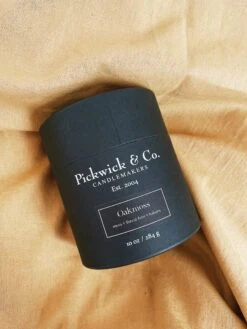 Pickwick & Co.
CANDLEMAKERS
Est. 2004
Oakmoss
10 oz / 284 g